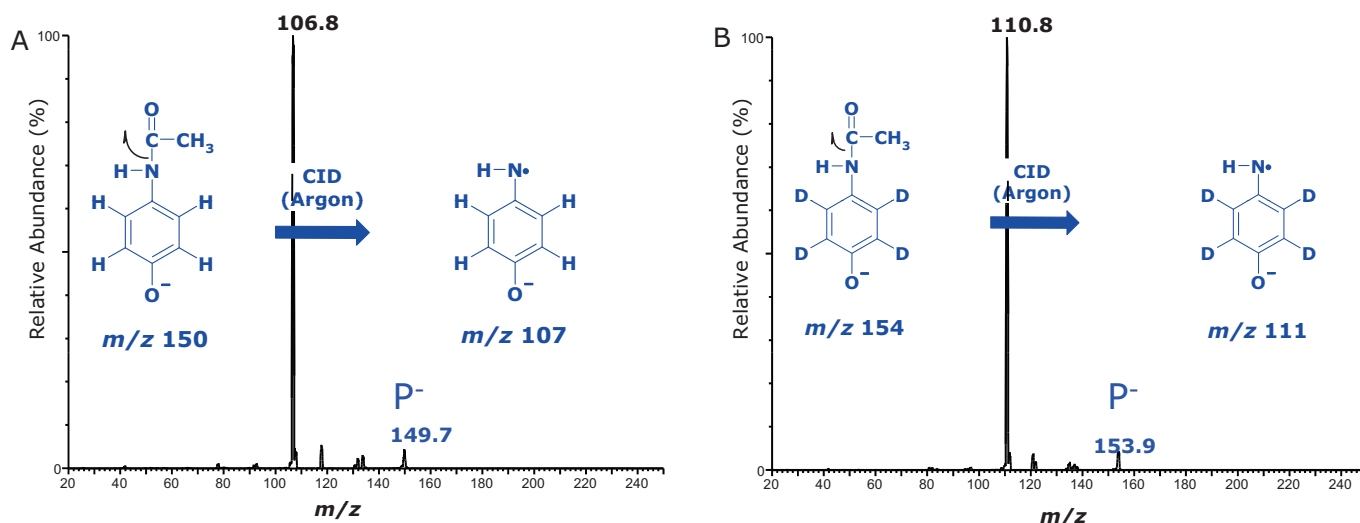 A
106.8
100
Relative Abundance (%)
O
C CH₃
H N
H H
H H
O⁻
m/z 150
CID
(Argon)
H N•
H H
H H
O⁻
m/z 107
P⁻
149.7
0
20 40 60 80 100 120 140 160 180 200 220 240
m/z
B
110.8
100
Relative Abundance (%)
O
C CH₃
H N
D D
D D
O⁻
m/z 154
CID
(Argon)
H N•
D D
D D
O⁻
m/z 111
P⁻
153.9
0
20 40 60 80 100 120 140 160 180 200 220 240
m/z